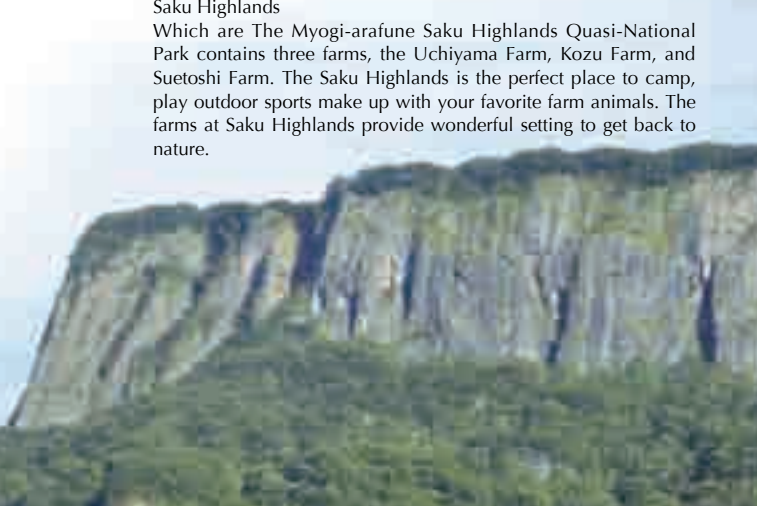 Saku Highlands
Which are The Myogi-arafune Saku Highlands Quasi-National
Park contains three farms, the Uchiyama Farm, Kozu Farm, and
Suetoshi Farm. The Saku Highlands is the perfect place to camp,
play outdoor sports make up with your favorite farm animals. The
farms at Saku Highlands provide wonderful setting to get back to
nature.